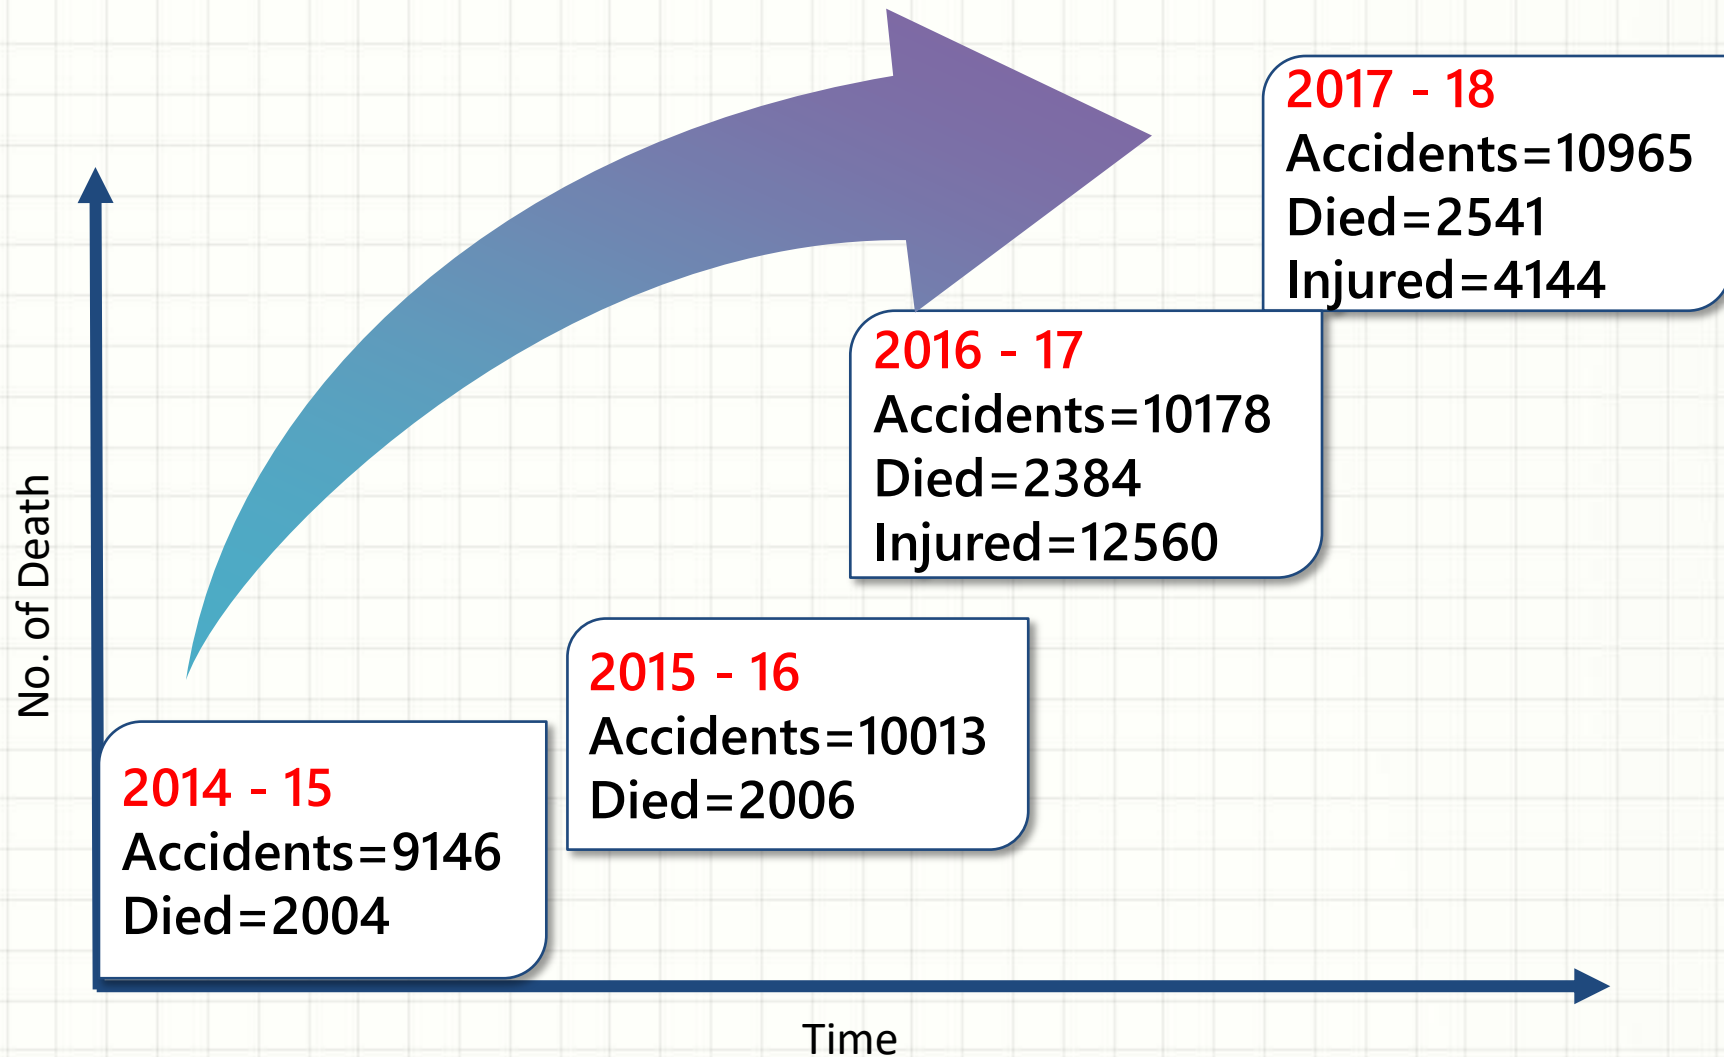 No. of Death
2014 - 15
Accidents=9146
Died=2004
2015 - 16
Accidents=10013
Died=2006
2016 - 17
Accidents=10178
Died=2384
Injured=12560
2017 - 18
Accidents=10965
Died=2541
Injured=4144
Time